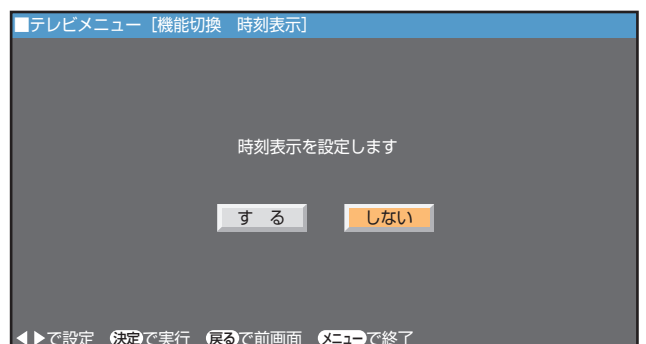 ■テレビメニュー［機能切換　時刻表示］
時刻表示を設定します
す　る
しない
◀▶で設定　決定で実行　戻るで前画面　メニューで終了